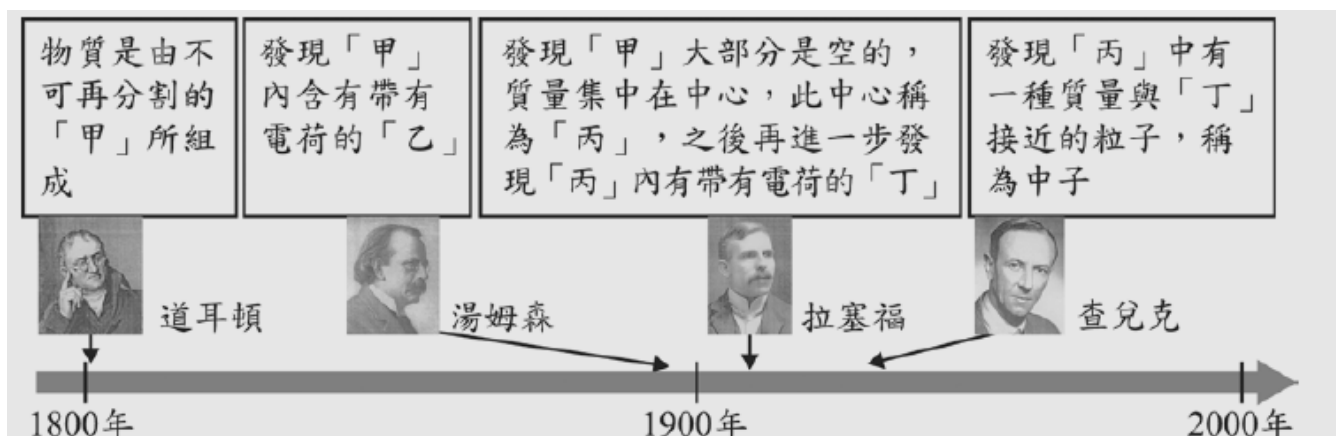 物質是由不
可再分割的
「甲」所組
成
發現「甲」
內含有帶有
電荷的「乙」
發現「甲」大部分是空的，
質量集中在中心，此中心稱
為「丙」，之後再進一步發
現「丙」內有帶有電荷的「丁」
發現「丙」中有
一種質量與「丁」
接近的粒子，稱
為中子
道耳頓
湯姆森
拉塞福
查兌克
1800年
1900年
2000年